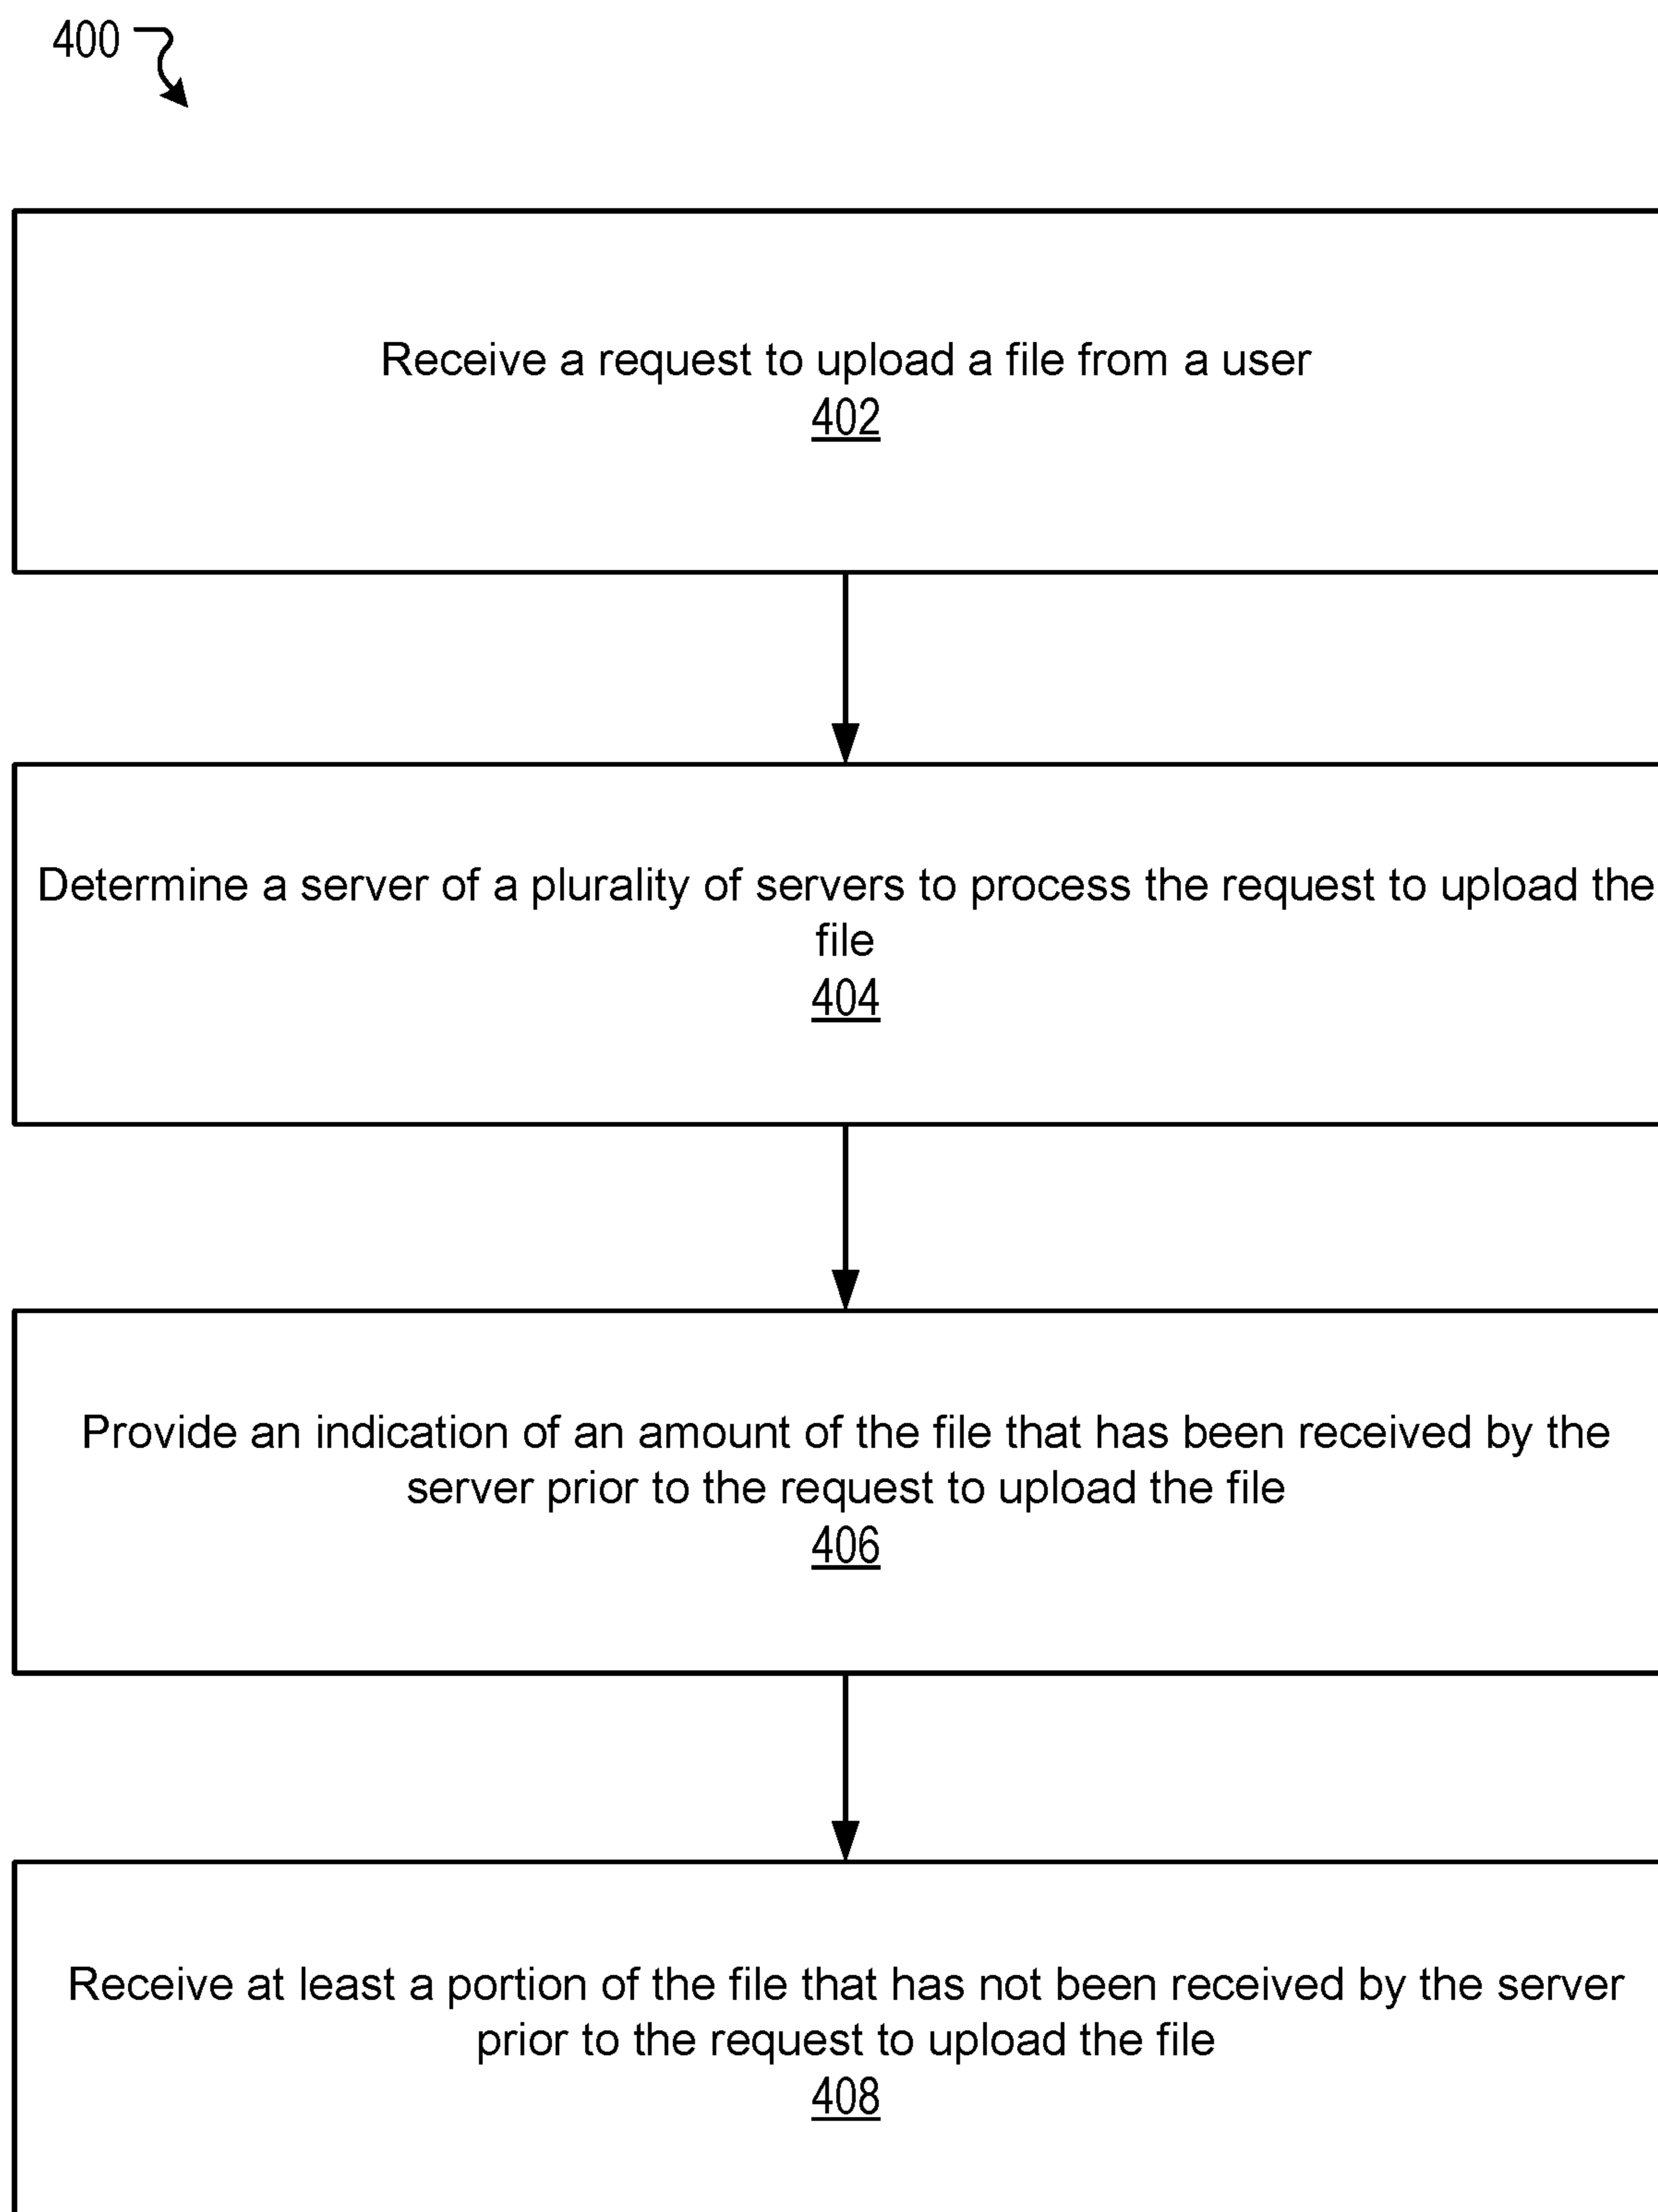 400
Receive a request to upload a file from a user
402
Determine a server of a plurality of servers to process the request to upload the
file
404
Provide an indication of an amount of the file that has been received by the
server prior to the request to upload the file
406
Receive at least a portion of the file that has not been received by the server
prior to the request to upload the file
408